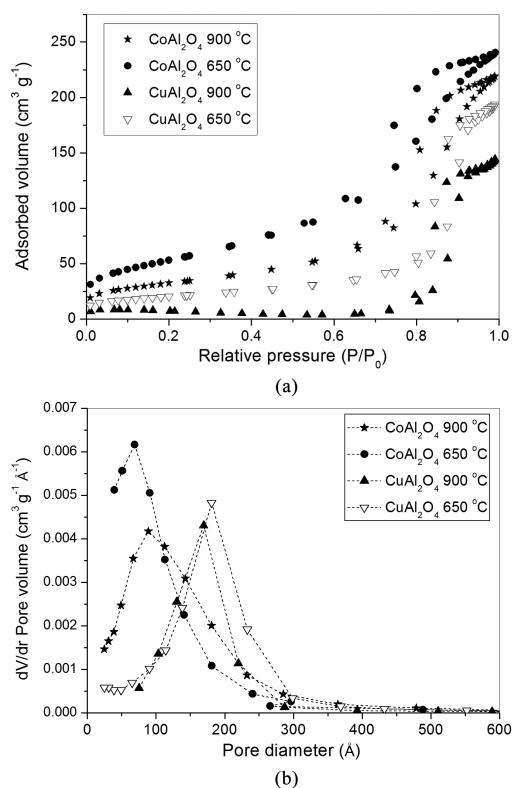 250
200
150
100
50
0
Adsorbed volume (cm³ g⁻¹)
CoAl₂O₄ 900 °C
CoAl₂O₄ 650 °C
CuAl₂O₄ 900 °C
CuAl₂O₄ 650 °C
0.0 0.2 0.4 0.6 0.8 1.0
Relative pressure (P/P₀)
(a)
0.007
0.006
0.005
0.004
0.003
0.002
0.001
0.000
dV/dr Pore volume (cm³ g⁻¹ Å⁻¹)
CoAl₂O₄ 900 °C
CoAl₂O₄ 650 °C
CuAl₂O₄ 900 °C
CuAl₂O₄ 650 °C
0 100 200 300 400 500 600
Pore diameter (Å)
(b)